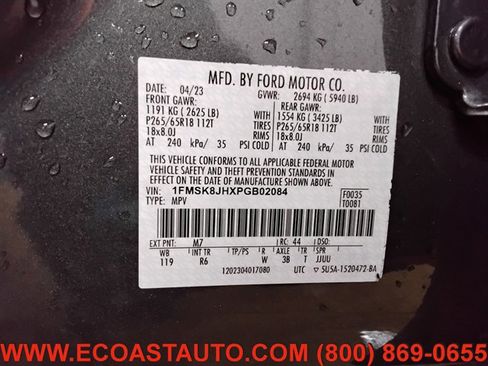 MFD. BY FORD MOTOR CO.
DATE: 04/23 GVWR: 2694 KG ( 5940 LB)
FRONT GAWR: REAR GAWR:
1191 KG ( 2625 LB) WITH 1554 KG ( 3425 LB) WITH
P265/65R18 112T TIRES P265/65R18 112T TIRES
18x8.0J RIMS 18x8.0J RIMS
AT 240 kPa/ 35 PSI COLD AT 240 kPa/ 35 PSI COLD
THIS VEHICLE CONFORMS TO ALL APPLICABLE FEDERAL MOTOR
VEHICLE SAFETY AND THEFT PREVENTION STANDARDS IN
EFFECT ON THE DATE OF MANUFACTURE SHOWN ABOVE.
VIN: 1FMSK8JHXPGB02084 F0035
TYPE: MPV T0081
EXT PNT: M7 RC: 44 DSO:
WB R6 TP/PS R AXLE TR SPR
119 R6 W 3B T JJUU
1202304017080 UTC 5U5A-1520472-BA
WWW.ECOASTAUTO.COM (800) 869-0655